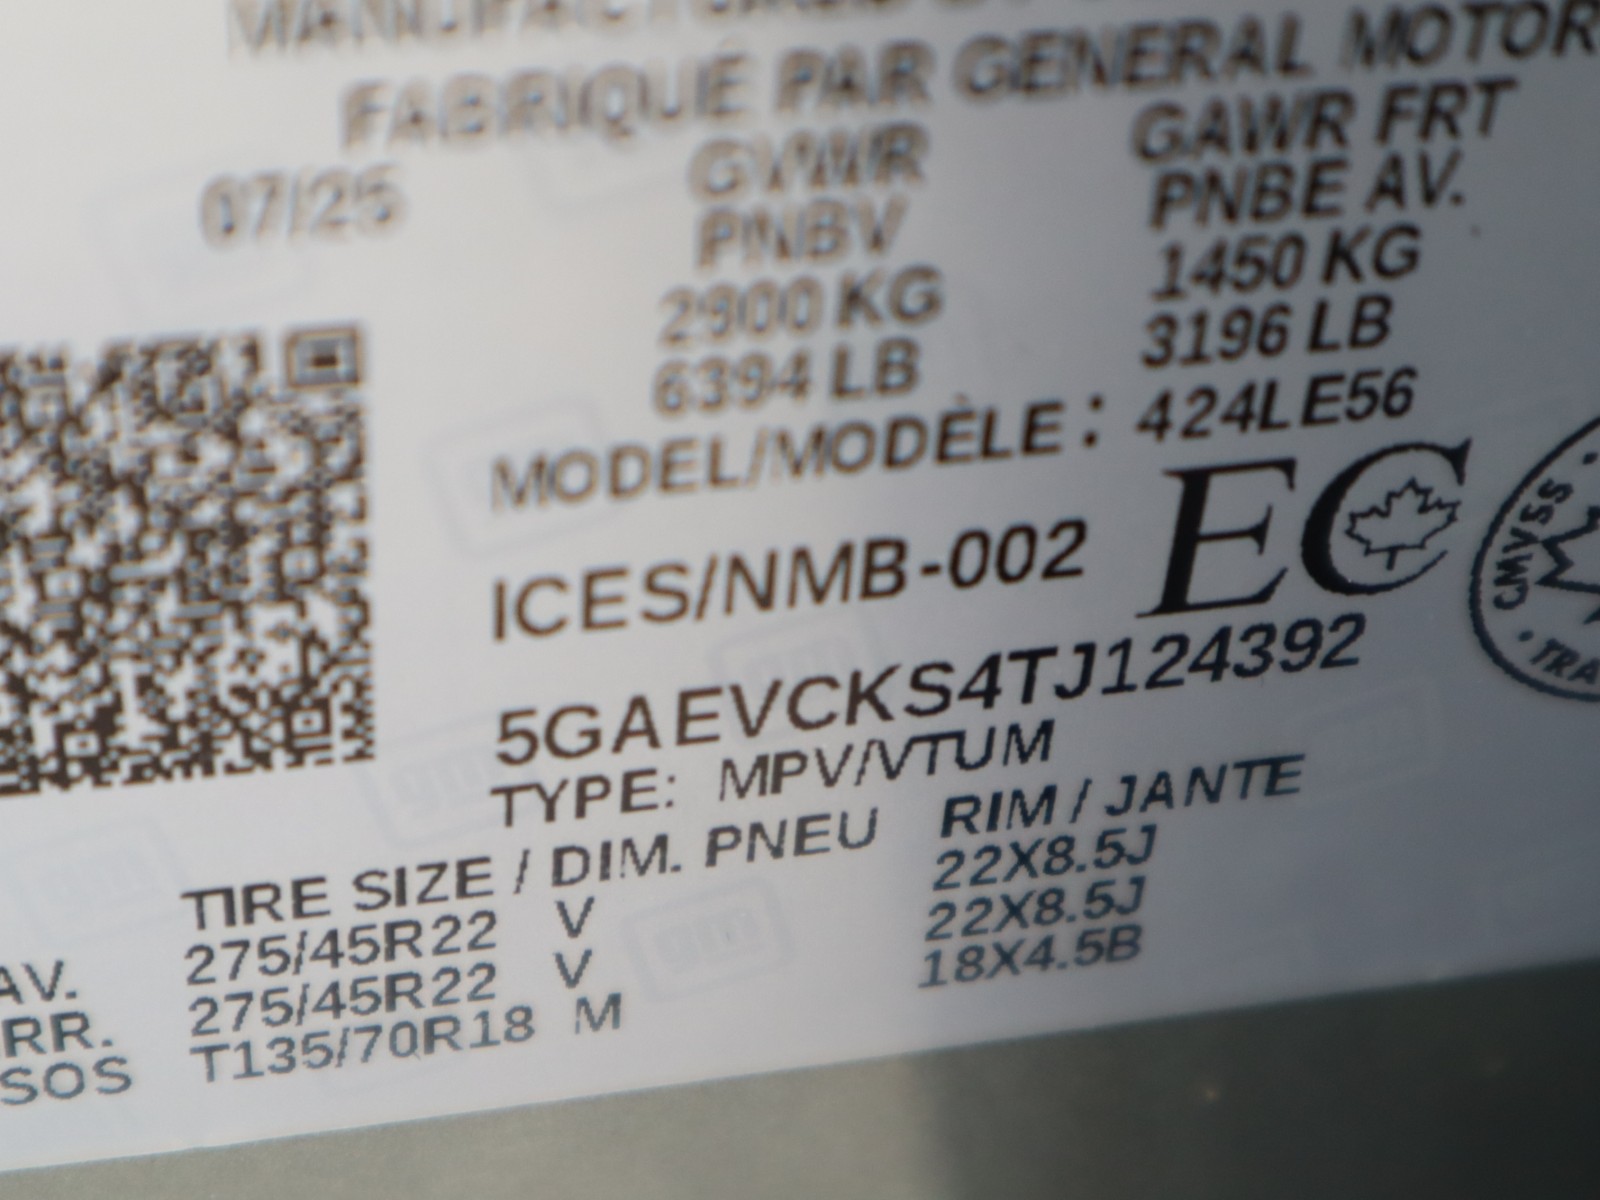 FABRIQUÉ PAR GENERAL MOTOR
07/25
GVWR
PNBV
2900 KG
6394 LB
GAWR FRT
PNBE AV.
1450 KG
3196 LB
MODEL/MODÈLE : 424LE56
ICES/NMB-002 EC
CMVSS
5GAEVCKS4TJ124392
TYPE: MPV/VTUM
TIRE SIZE / DIM. PNEU RIM / JANTE
AV. 275/45R22 V 22X8.5J
RR. 275/45R22 V 22X8.5J
SOS T135/70R18 M 18X4.5B